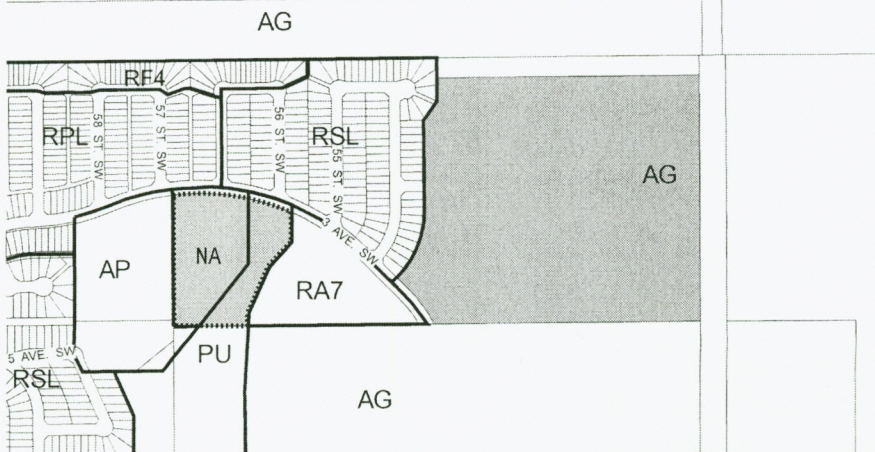 AG
RF4
RPL
58 ST. SW
57 ST. SW
56 ST. SW
RSL
55 ST. SW
AG
3 AVE. SW
AP
NA
RA7
PU
5 AVE. SW
RSL
AG